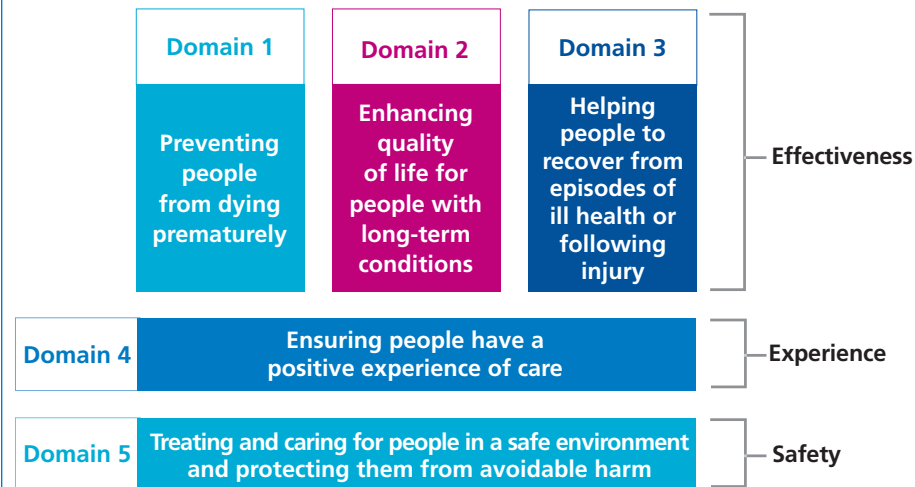 Domain 1
Preventing
people
from dying
prematurely
Domain 2
Enhancing
quality
of life for
people with
long-term
conditions
Domain 3
Helping
people to
recover from
episodes of
ill health or
following
injury
Effectiveness
Domain 4
Ensuring people have a
positive experience of care
Experience
Domain 5
Treating and caring for people in a safe environment
and protecting them from avoidable harm
Safety